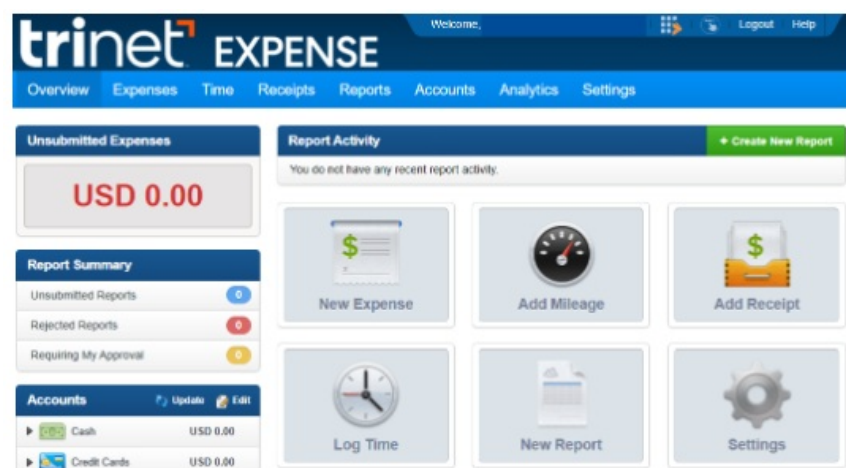 Welcome,
Logout Help
trinet EXPENSE
Overview Expenses Time Receipts Reports Accounts Analytics Settings
Unsubmitted Expenses
USD 0.00
Report Summary
Unsubmitted Reports 0
Rejected Reports 0
Requiring My Approval 0
Accounts Update Edit
Cash USD 0.00
Credit Cards USD 0.00
Report Activity + Create New Report
You do not have any recent report activity.
New Expense Add Mileage Add Receipt
Log Time New Report Settings